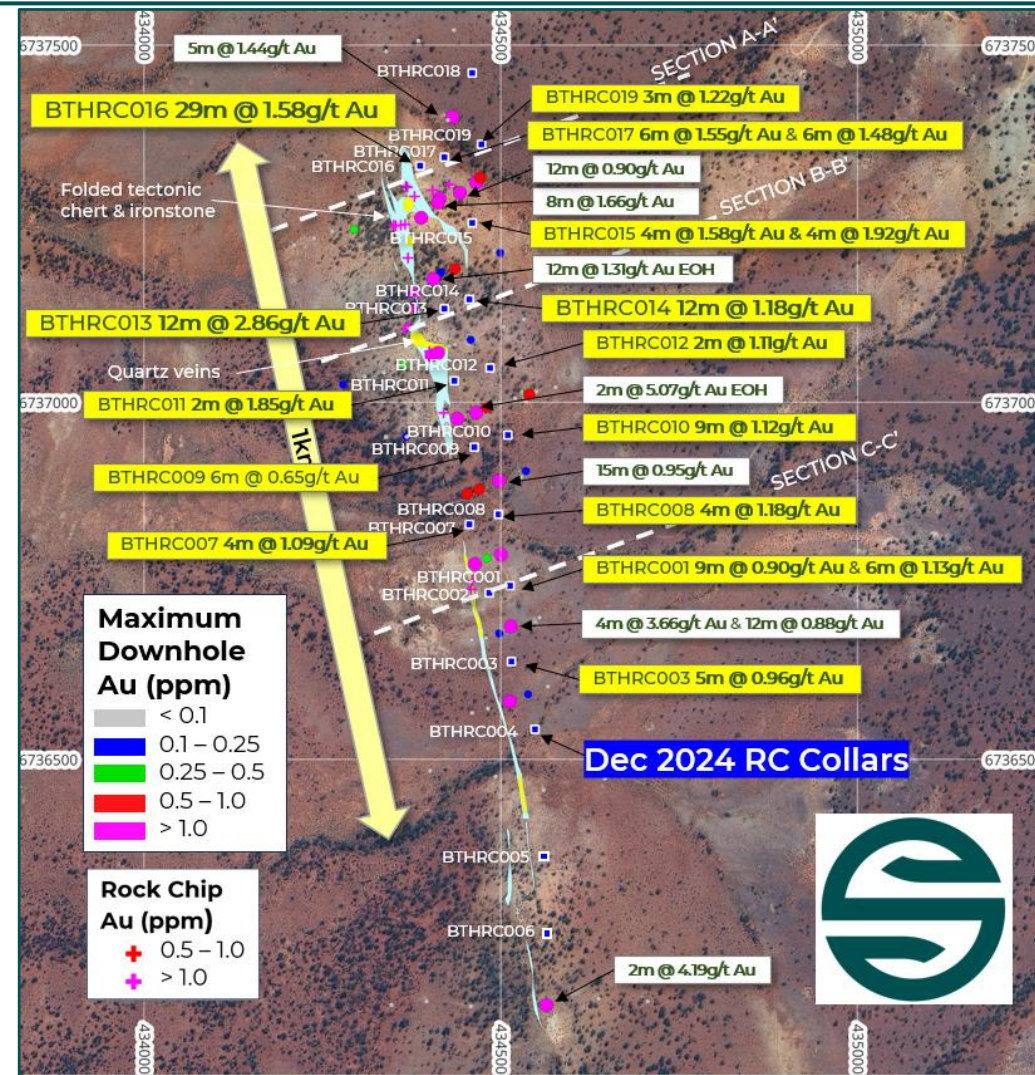 6737500
434000
434500
435000
673750
5m @ 1.44g/t Au
BTHRC018
SECTION A-A'
BTHRC016 29m @ 1.58g/t Au
BTHRC019 3m @ 1.22g/t Au
BTHRC019
BTHRC017
BTHRC016
BTHRC017 6m @ 1.55g/t Au & 6m @ 1.48g/t Au
12m @ 0.90g/t Au
Folded tectonic
chert & ironstone
8m @ 1.66g/t Au
SECTION B-B'
BTHRC015
BTHRC015 4m @ 1.58g/t Au & 4m @ 1.92g/t Au
12m @ 1.31g/t Au EOH
BTHRC014
BTHRC013
BTHRC014 12m @ 1.18g/t Au
BTHRC013 12m @ 2.86g/t Au
BTHRC012 2m @ 1.11g/t Au
Quartz veins
BTHRC012
BTHRC011
2m @ 5.07g/t Au EOH
BTHRC011 2m @ 1.85g/t Au
6737000
673700
1km
BTHRC010
BTHRC009
BTHRC010 9m @ 1.12g/t Au
SECTION C-C'
15m @ 0.95g/t Au
BTHRC009 6m @ 0.65g/t Au
BTHRC008
BTHRC007
BTHRC008 4m @ 1.18g/t Au
BTHRC007 4m @ 1.09g/t Au
BTHRC001
BTHRC002
BTHRC001 9m @ 0.90g/t Au & 6m @ 1.13g/t Au
4m @ 3.66g/t Au & 12m @ 0.88g/t Au
BTHRC003
BTHRC003 5m @ 0.96g/t Au
BTHRC004
Dec 2024 RC Collars
6736500
673650
Maximum
Downhole
Au (ppm)
< 0.1
0.1 – 0.25
0.25 – 0.5
0.5 – 1.0
> 1.0
BTHRC005
Rock Chip
Au (ppm)
0.5 – 1.0
> 1.0
BTHRC006
2m @ 4.19g/t Au
434000
434500
435000